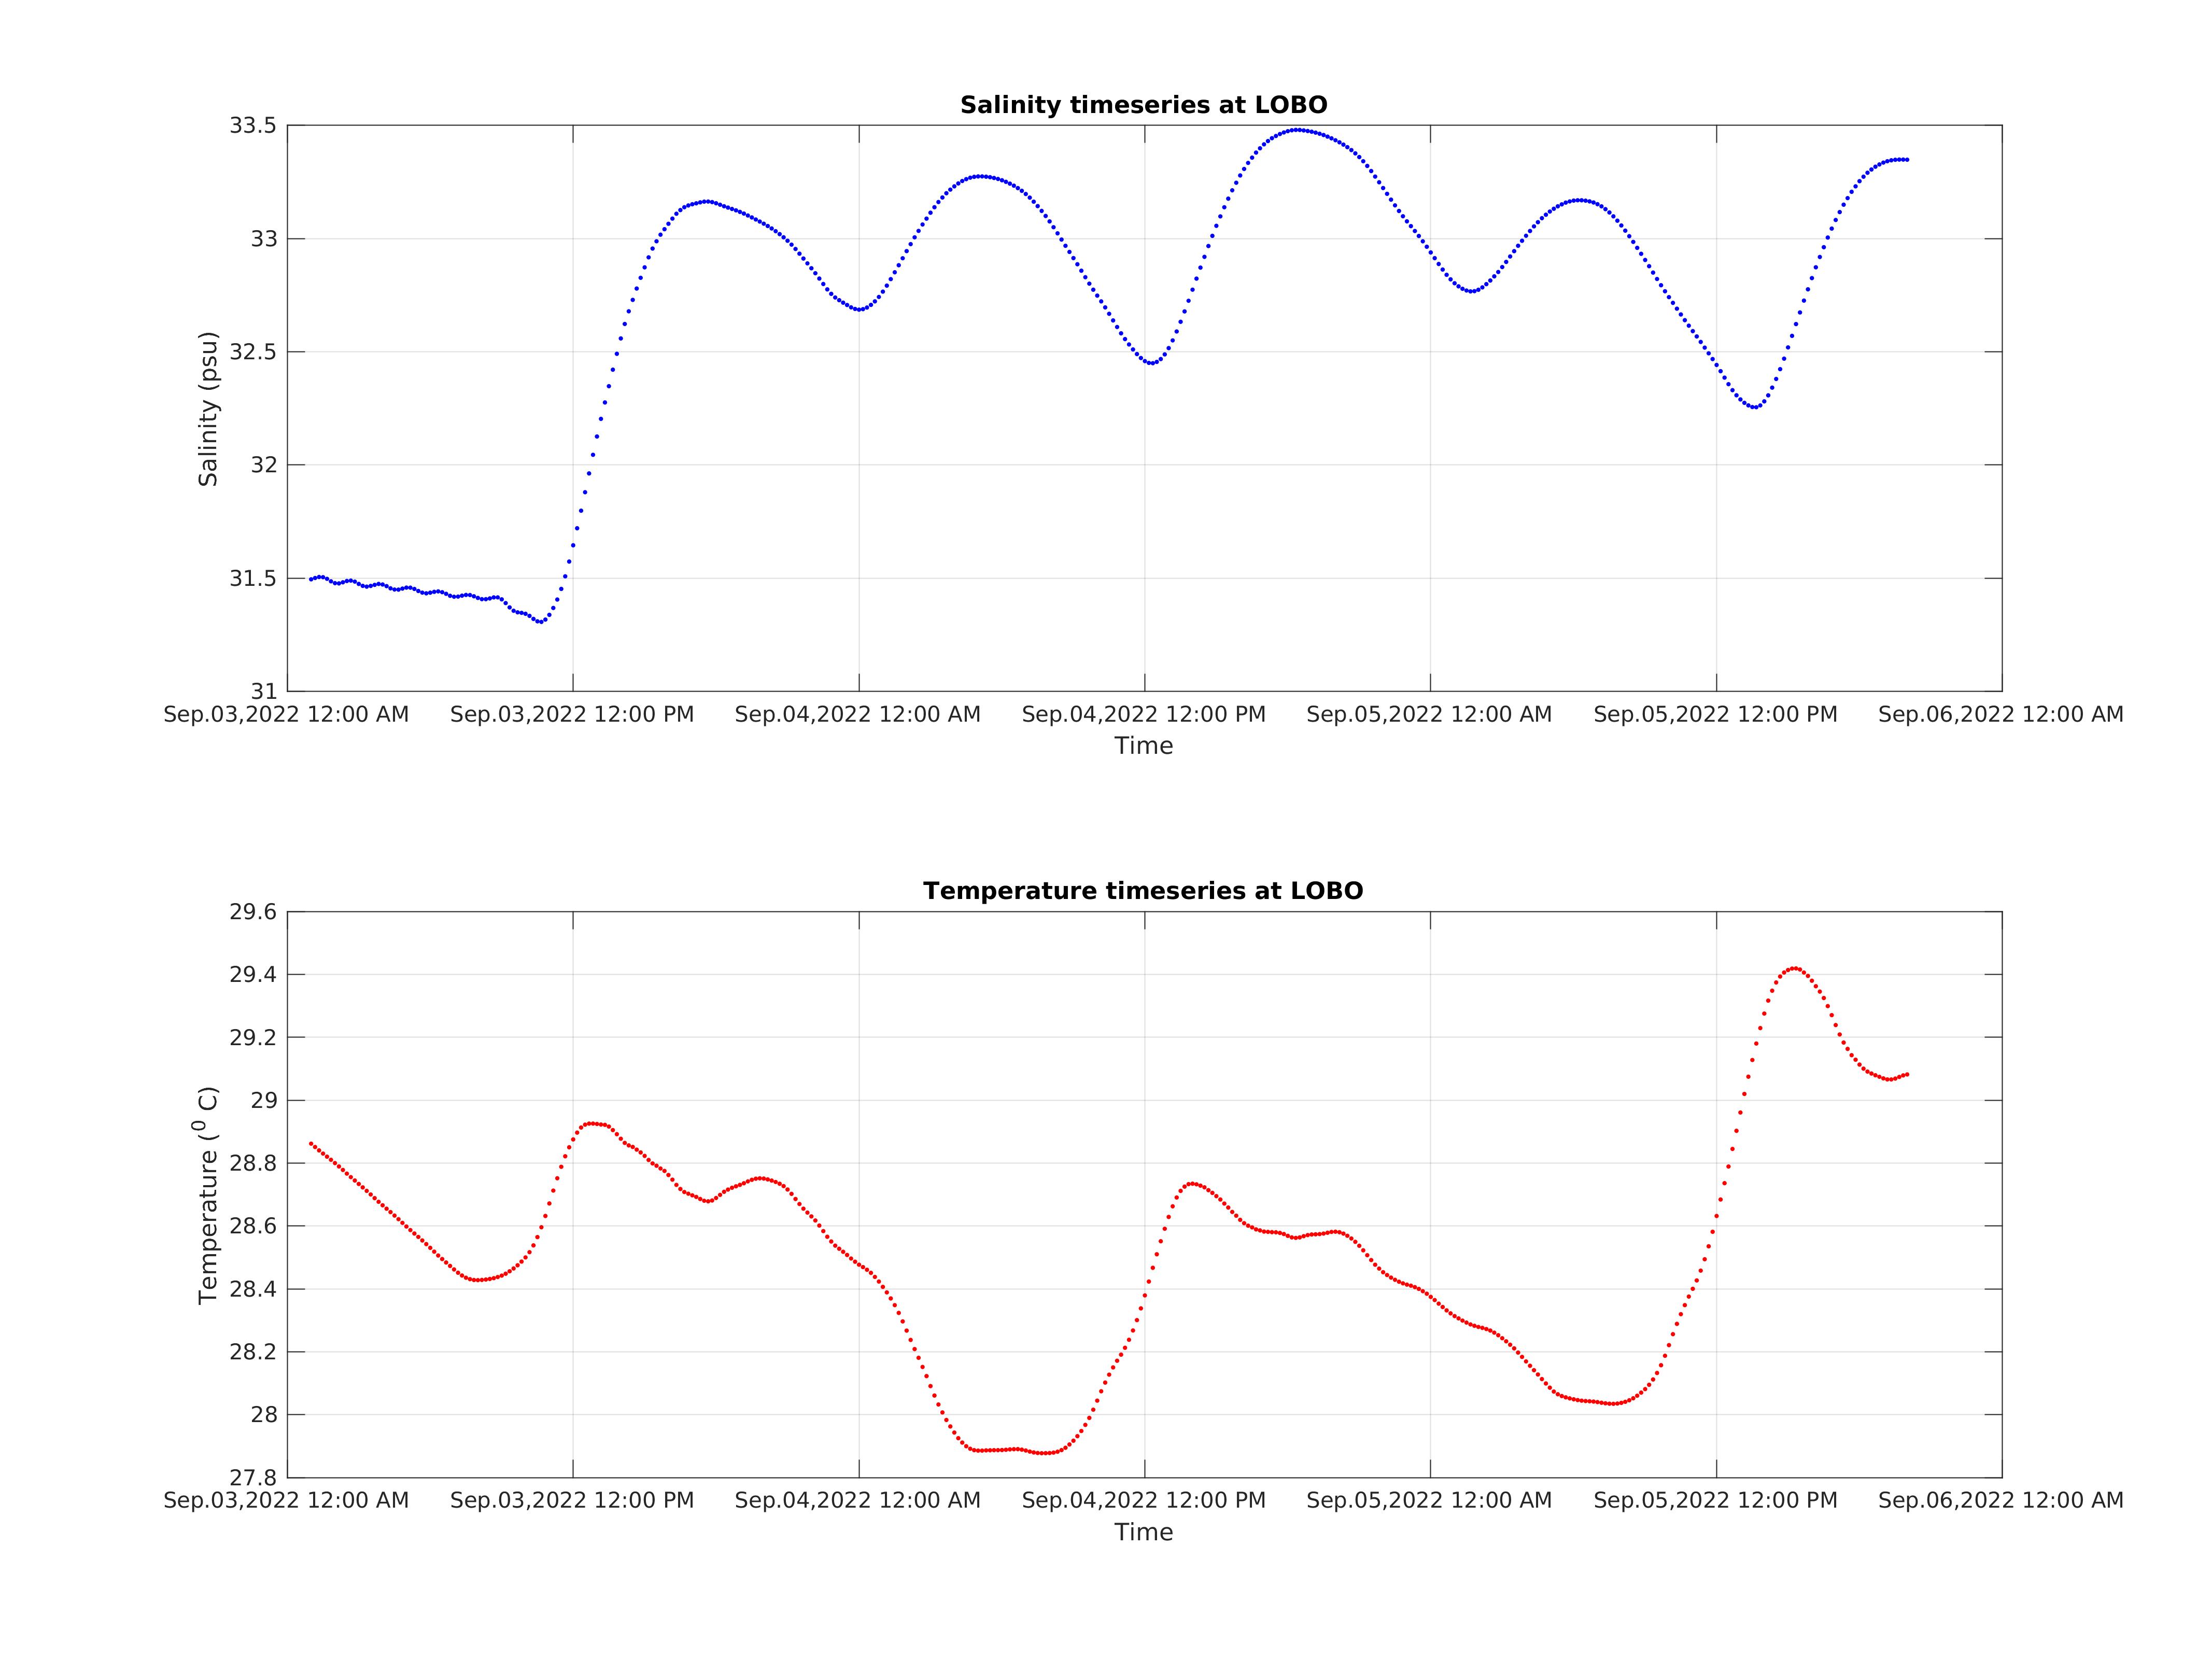 Salinity timeseries at LOBO
33.5
33
32.5
32
31.5
31
Salinity (psu)
Sep.03,2022 12:00 AM Sep.03,2022 12:00 PM Sep.04,2022 12:00 AM Sep.04,2022 12:00 PM Sep.05,2022 12:00 AM Sep.05,2022 12:00 PM Sep.06,2022 12:00 AM
Time
Temperature timeseries at LOBO
29.6
29.4
29.2
29
28.8
28.6
28.4
28.2
28
27.8
Temperature (⁰ C)
Sep.03,2022 12:00 AM Sep.03,2022 12:00 PM Sep.04,2022 12:00 AM Sep.04,2022 12:00 PM Sep.05,2022 12:00 AM Sep.05,2022 12:00 PM Sep.06,2022 12:00 AM
Time